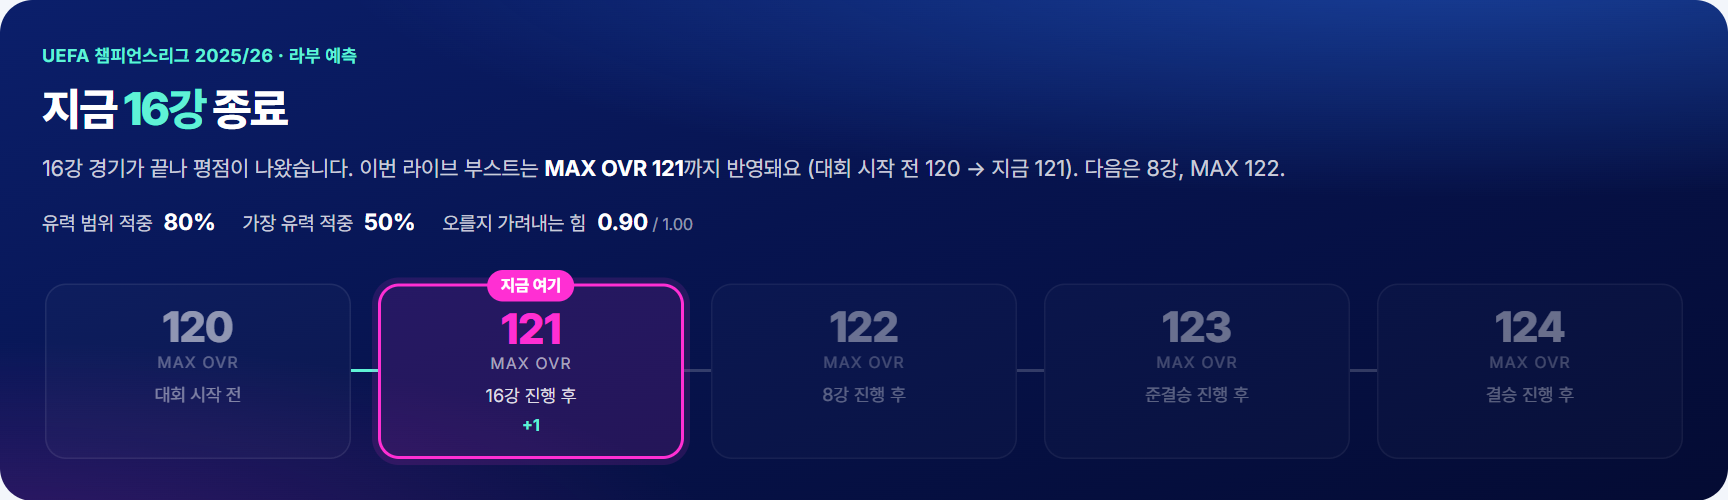 UEFA 챔피언스리그 2025/26 · 라부 예측
지금 16강 종료
16강 경기가 끝나 평점이 나왔습니다. 이번 라이브 부스트는 MAX OVR 121까지 반영돼요 (대회 시작 전 120 → 지금 121). 다음은 8강, MAX 122.
유력 범위 적중 80% 가장 유력 적중 50% 오를지 가려내는 힘 0.90 / 1.00
120
MAX OVR
대회 시작 전
지금 여기
121
MAX OVR
16강 진행 후
+1
122
MAX OVR
8강 진행 후
123
MAX OVR
준결승 진행 후
124
MAX OVR
결승 진행 후